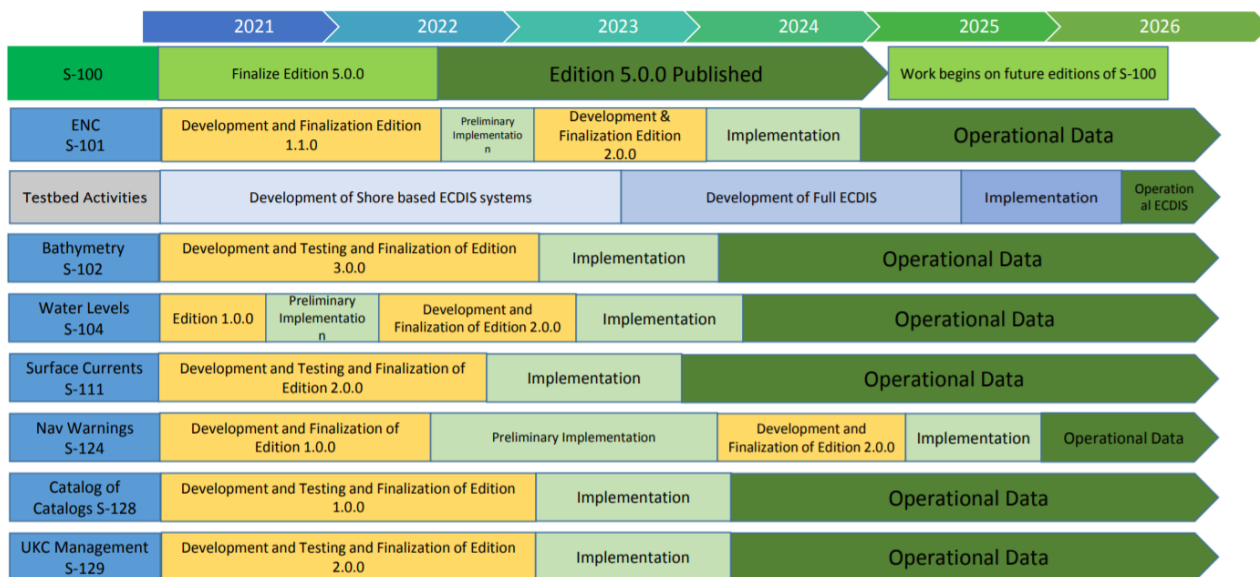 2021 2022 2023 2024 2025 2026
S-100 Finalize Edition 5.0.0 Edition 5.0.0 Published Work begins on future editions of S-100
ENC
S-101
Development and Finalization Edition
1.1.0
Preliminary
Implementatio
n
Development &
Finalization Edition
2.0.0
Implementation
Operational Data
Testbed Activities Development of Shore based ECDIS systems Development of Full ECDIS Implementation
Operation
al ECDIS
Bathymetry
S-102
Development and Testing and Finalization of Edition
3.0.0
Implementation
Operational Data
Water Levels
S-104
Edition 1.0.0
Preliminary
Implementatio
n
Development and
Finalization of Edition 2.0.0
Implementation
Operational Data
Surface Currents
S-111
Development and Testing and Finalization of
Edition 2.0.0
Implementation
Operational Data
Nav Warnings
S-124
Development and Finalization of
Edition 1.0.0
Preliminary Implementation
Development and
Finalization of Edition 2.0.0
Implementation
Operational Data
Catalog of
Catalogs S-128
Development and Testing and Finalization of Edition
1.0.0
Implementation
Operational Data
UKC Management
S-129
Development and Testing and Finalization of Edition
2.0.0
Implementation
Operational Data